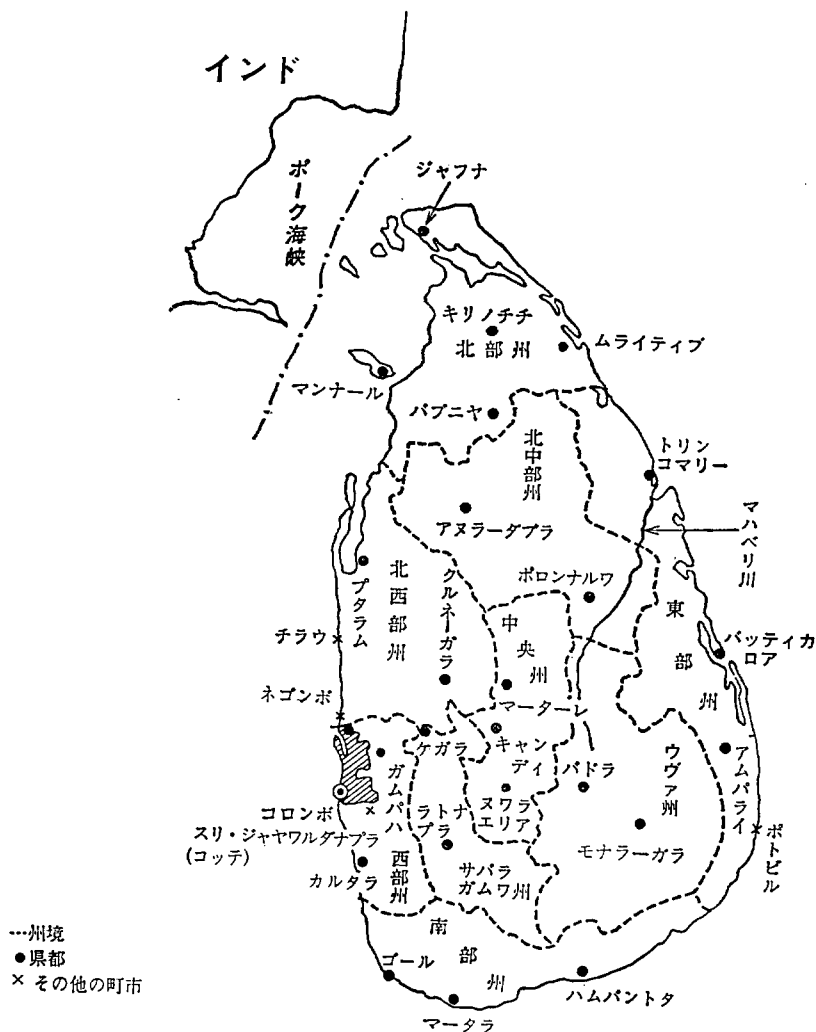 インド
ポーク海峡
ジャフナ
キリノチチ
北部州
ムライティブ
マンナール
バブニヤ
北中部州
トリン
コマリー
マハベリ川
アヌラーダプラ
ポロンナルワ
北西部州
クルネーガラ
プタラム
チラウ
中央州
東部州
バッティカ
ロア
マーターレ
ネゴンボ
ケガラ
キャン
ディ
バドラ
ウヴァ州
アムパライ
ガムパハ
ラトナ
プラ
ヌワラ
エリア
コロンボ
スリ・ジャヤワルダナプラ
(コッテ)
モナラーガラ
ポトビル
カルタラ
西部州
サバラ
ガムワ州
南部州
ゴール
ハムバントタ
マータラ
---州境
●県都
× その他の町市